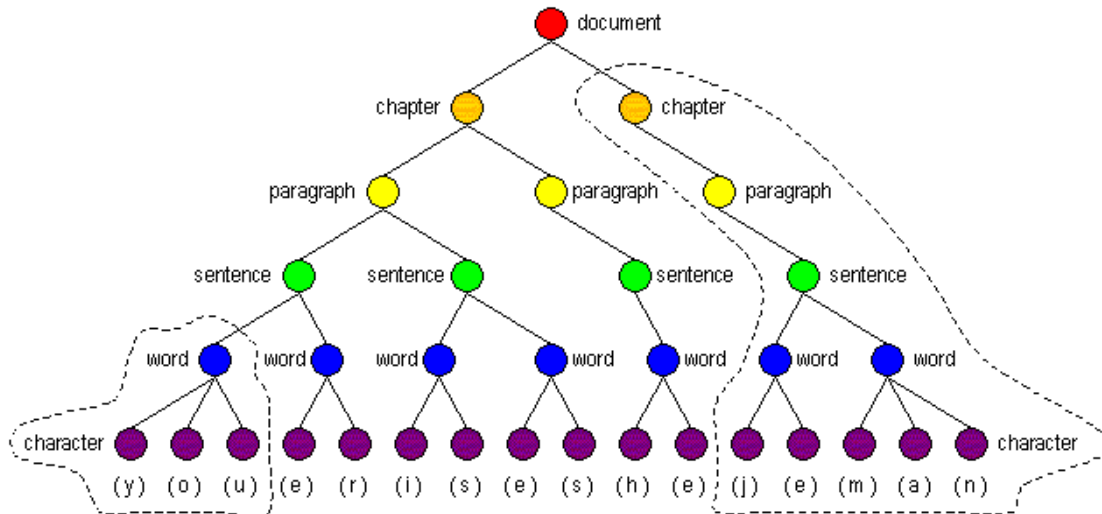 document
chapter chapter
paragraph paragraph paragraph
sentence sentence sentence sentence
word word word word word word word
character character
(y) (o) (u) (e) (r) (i) (s) (e) (s) (h) (e) (j) (e) (m) (a) (n)